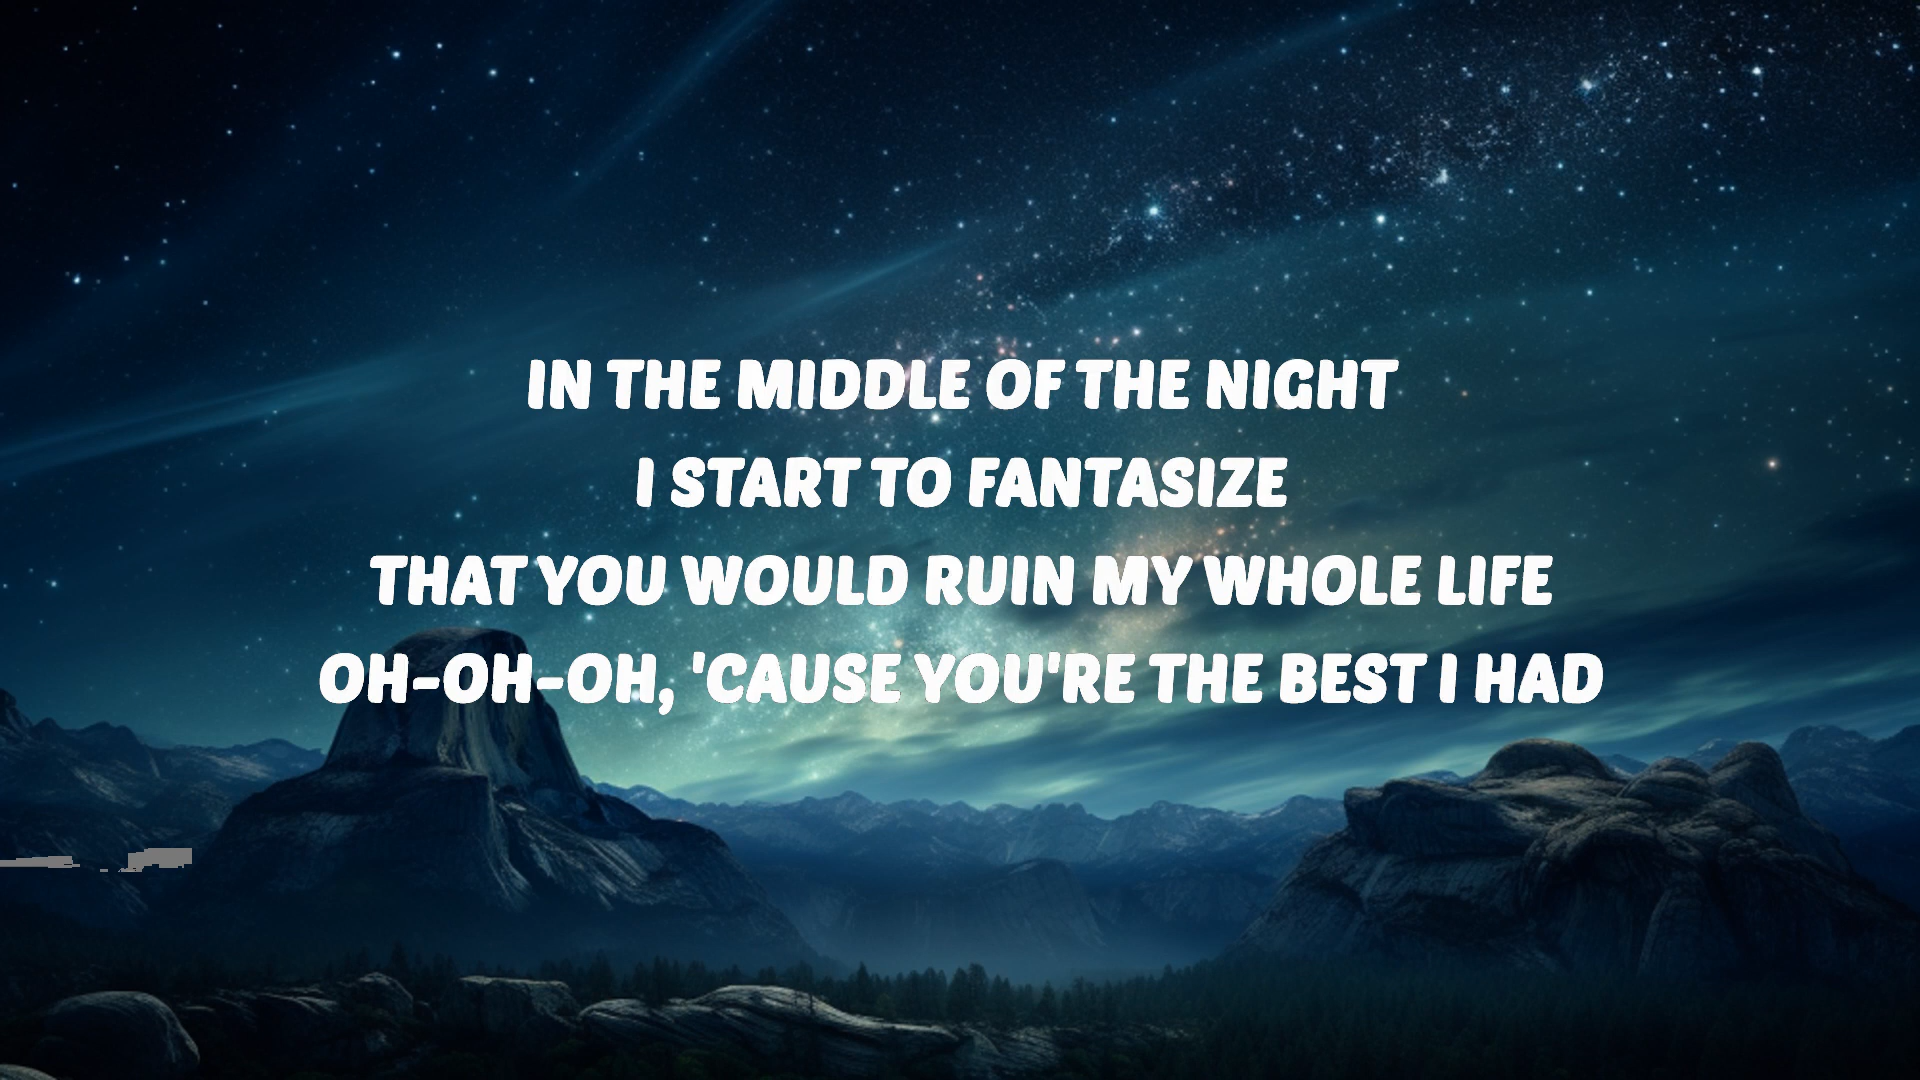 IN THE MIDDLE OF THE NIGHT
I START TO FANTASIZE
THAT YOU WOULD RUIN MY WHOLE LIFE
OH-OH-OH, 'CAUSE YOU'RE THE BEST I HAD